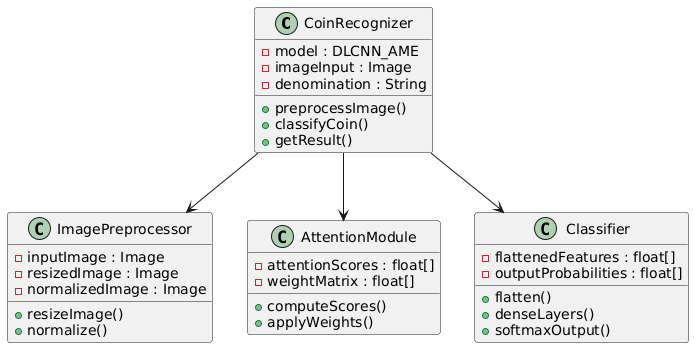 C CoinRecognizer
model : DLCNN_AME
imageInput : Image
denomination : String
preprocessImage()
classifyCoin()
getResult()
C ImagePreprocessor
inputImage : Image
resizedImage : Image
normalizedImage : Image
resizeImage()
normalize()
C AttentionModule
attentionScores : float[]
weightMatrix : float[]
computeScores()
applyWeights()
C Classifier
flattenedFeatures : float[]
outputProbabilities : float[]
flatten()
denseLayers()
softmaxOutput()